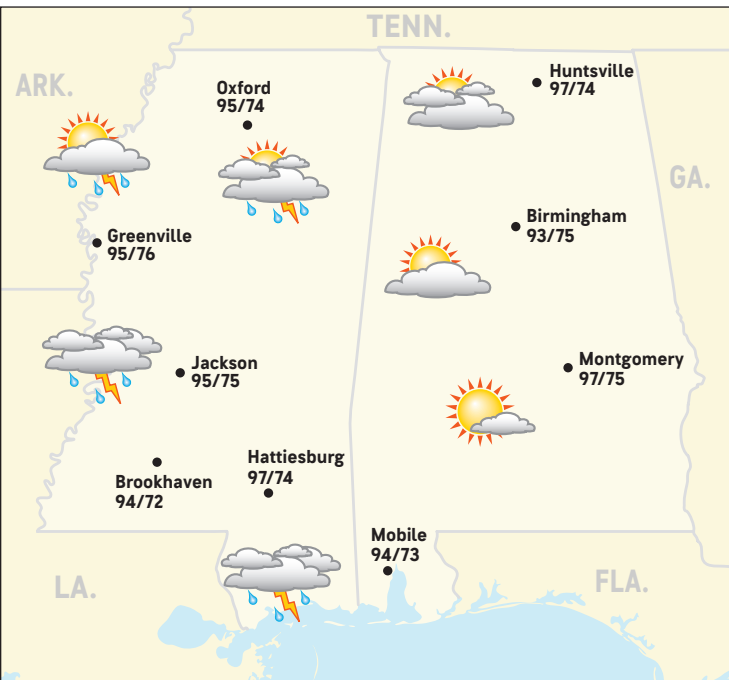 TENN.
ARK.
Oxford
95/74
Huntsville
97/74
GA.
Greenville
95/76
Birmingham
93/75
Jackson
95/75
Montgomery
97/75
Brookhaven
94/72
Hattiesburg
97/74
Mobile
94/73
LA.
FLA.